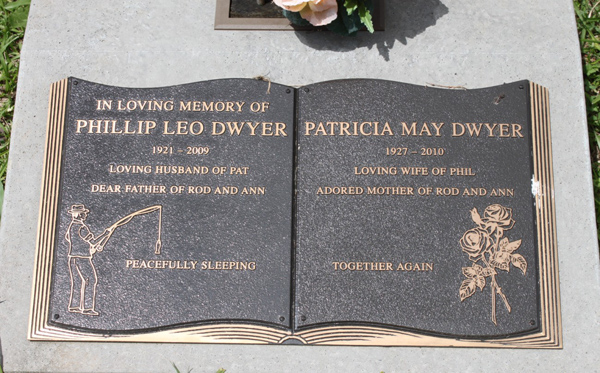 IN LOVING MEMORY OF
PHILLIP LEO DWYER
1921 – 2009
LOVING HUSBAND OF PAT
DEAR FATHER OF ROD AND ANN
PEACEFULLY SLEEPING
PATRICIA MAY DWYER
1927 – 2010
LOVING WIFE OF PHIL
ADORED MOTHER OF ROD AND ANN
TOGETHER AGAIN